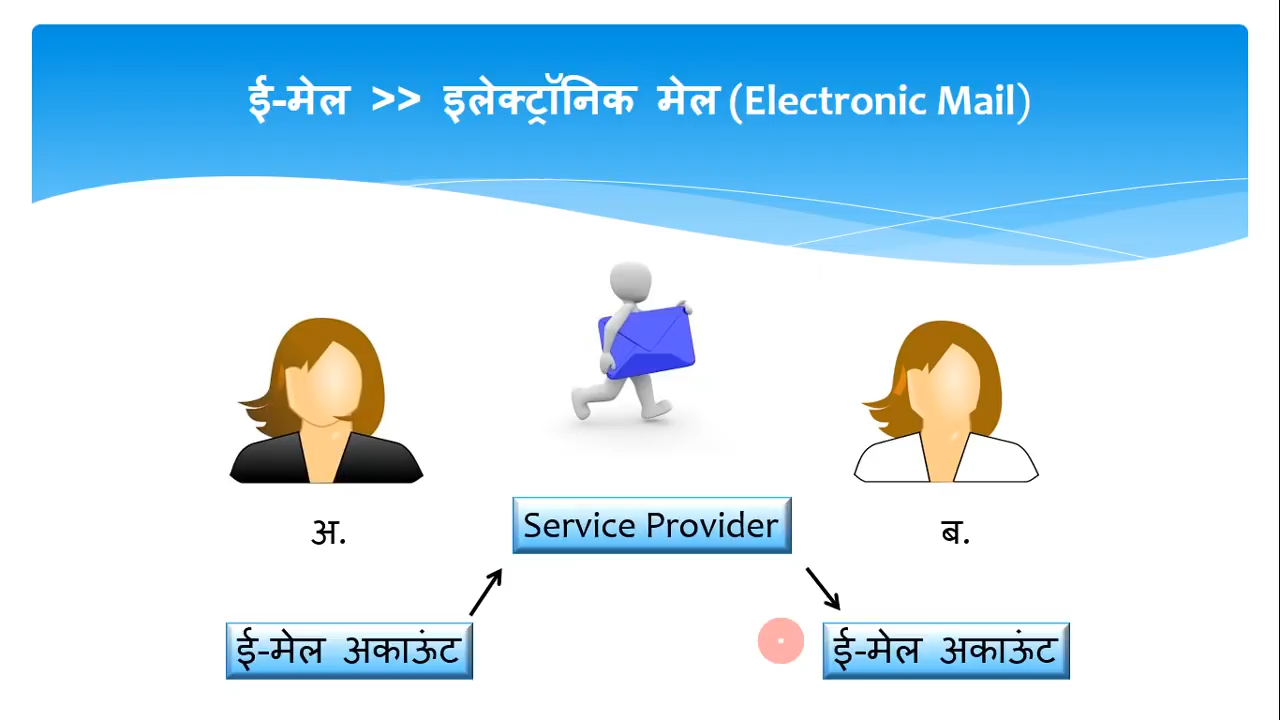 ई-मेल >> इलेक्ट्रॉनिक मेल (Electronic Mail)
अ.
Service Provider
ब.
ई-मेल अकाऊंट
ई-मेल अकाऊंट